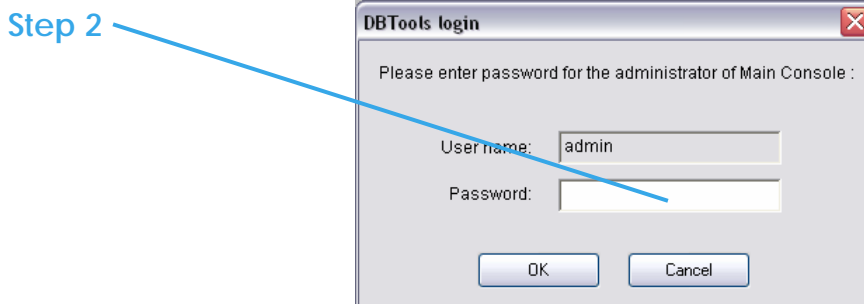 Step 2
DBTools login
Please enter password for the administrator of Main Console :
User name: admin
Password:
OK Cancel